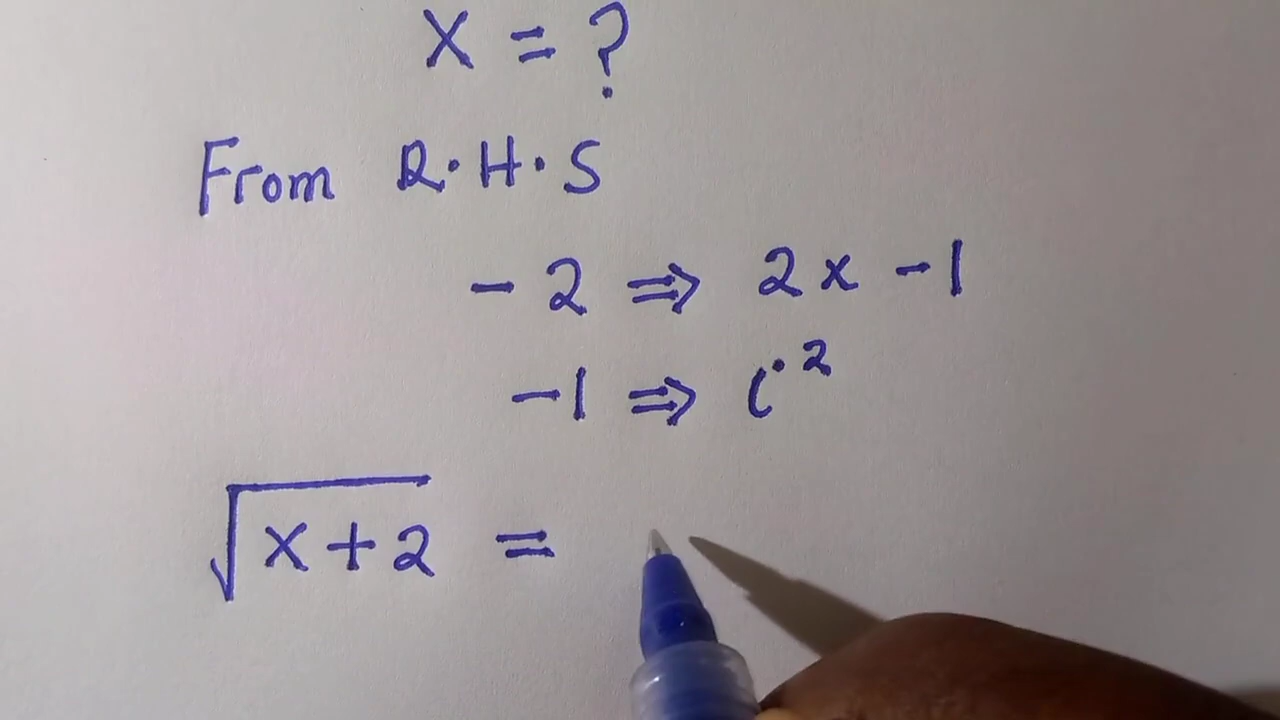 x = ?
From R.H.S
-2 ⇒ 2x -1
-1 ⇒ i²
√(x+2) =